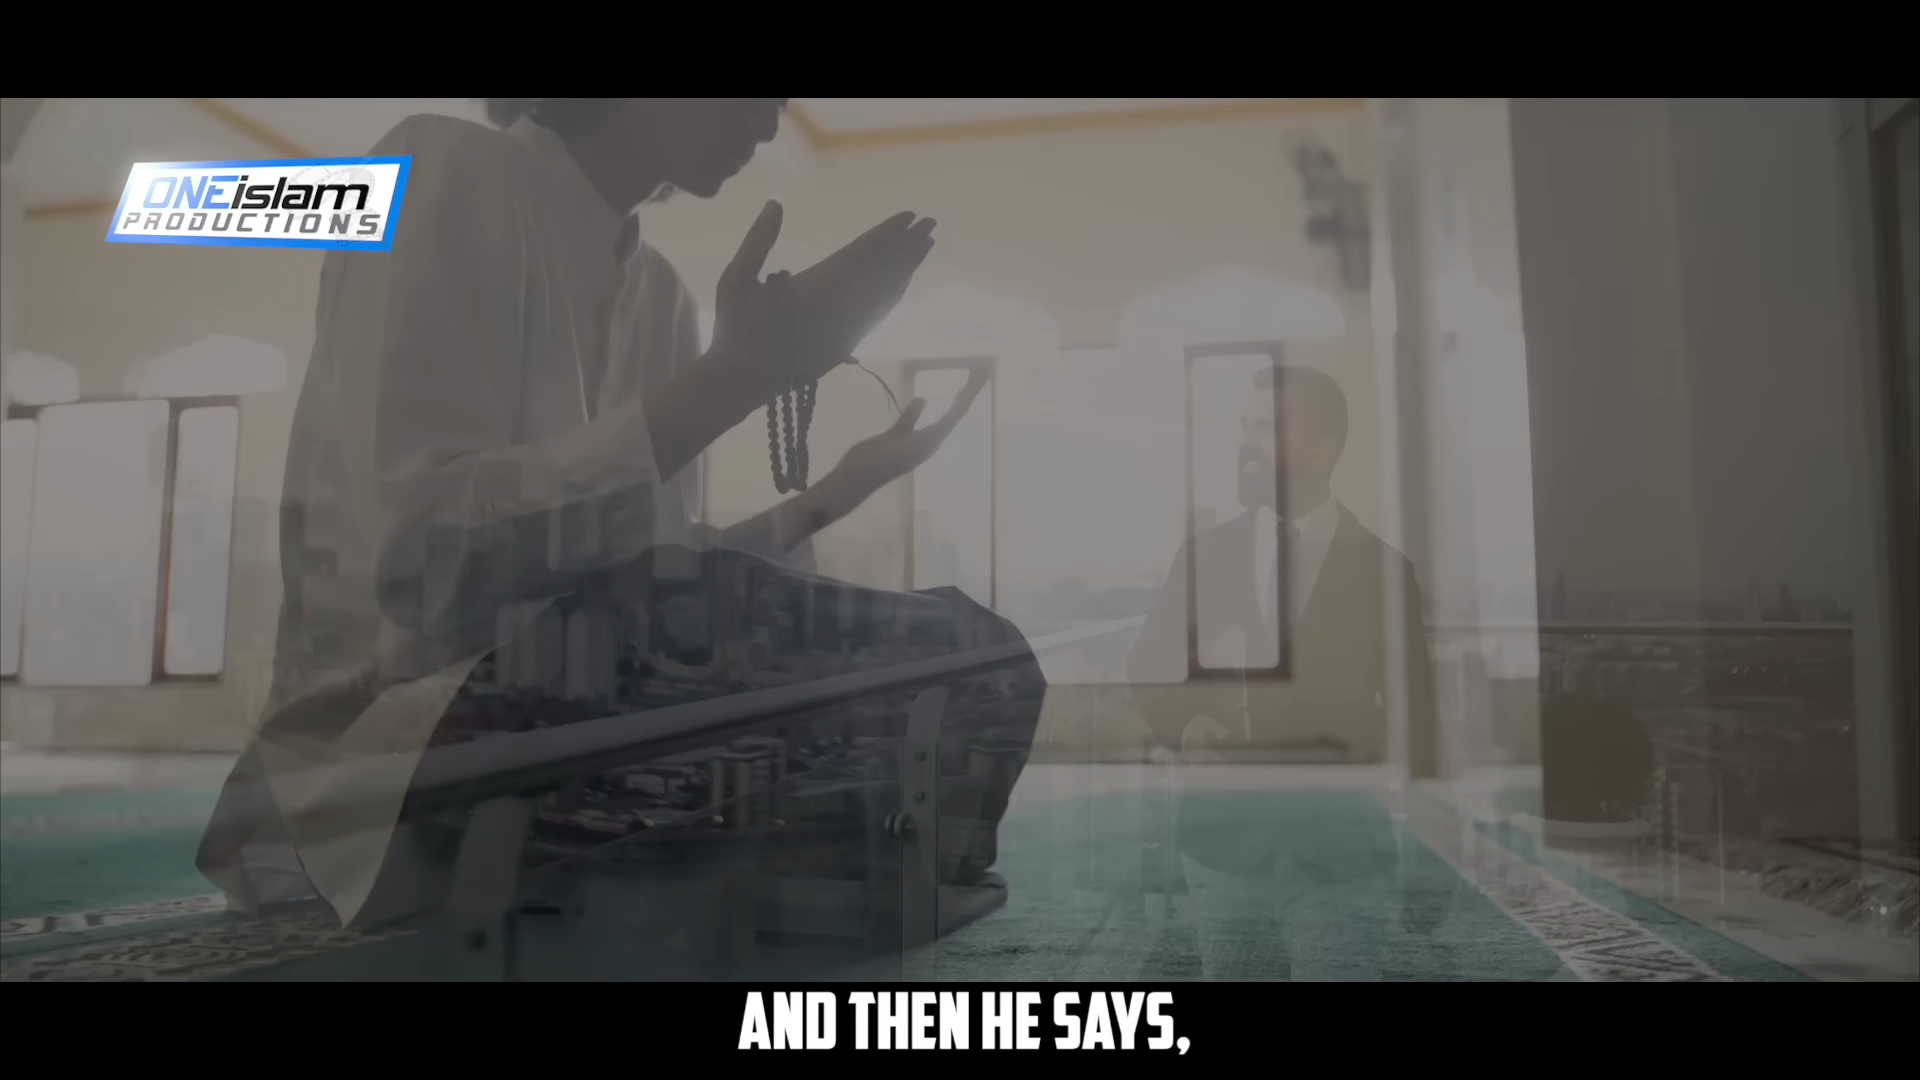 ONEislam
PRODUCTIONS
AND THEN HE SAYS,